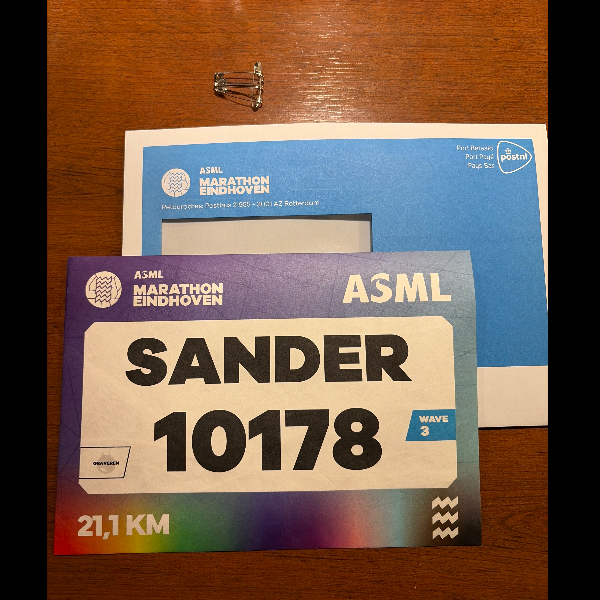 ASML
MARATHON
EINDHOVEN
Port Betaald
Port Payé
Pays-Bas
postnl
ASML
MARATHON
EINDHOVEN
ASML
SANDER
10178
WAVE
3
GRAVEREN
21,1 KM